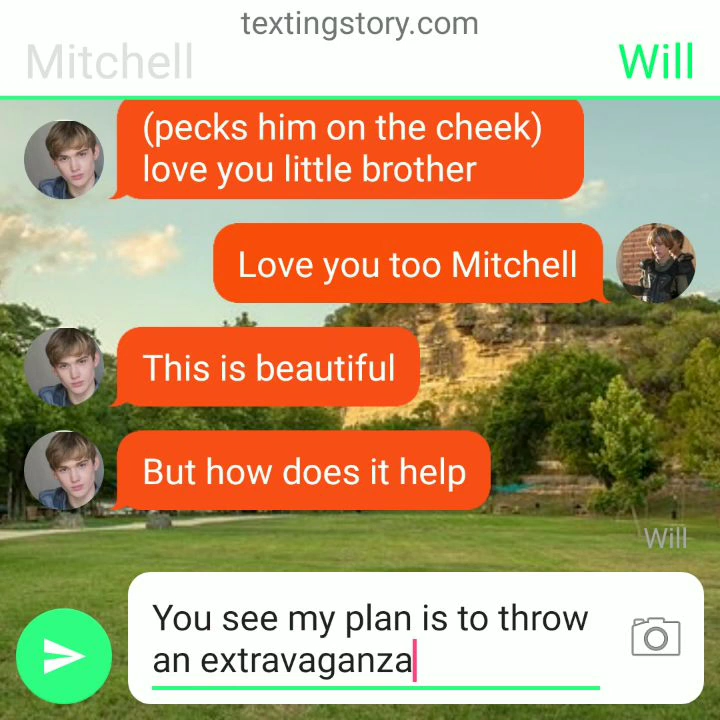 textingstory.com
Mitchell
Will
(pecks him on the cheek)
love you little brother
Love you too Mitchell
This is beautiful
But how does it help
Will
You see my plan is to throw
an extravaganza